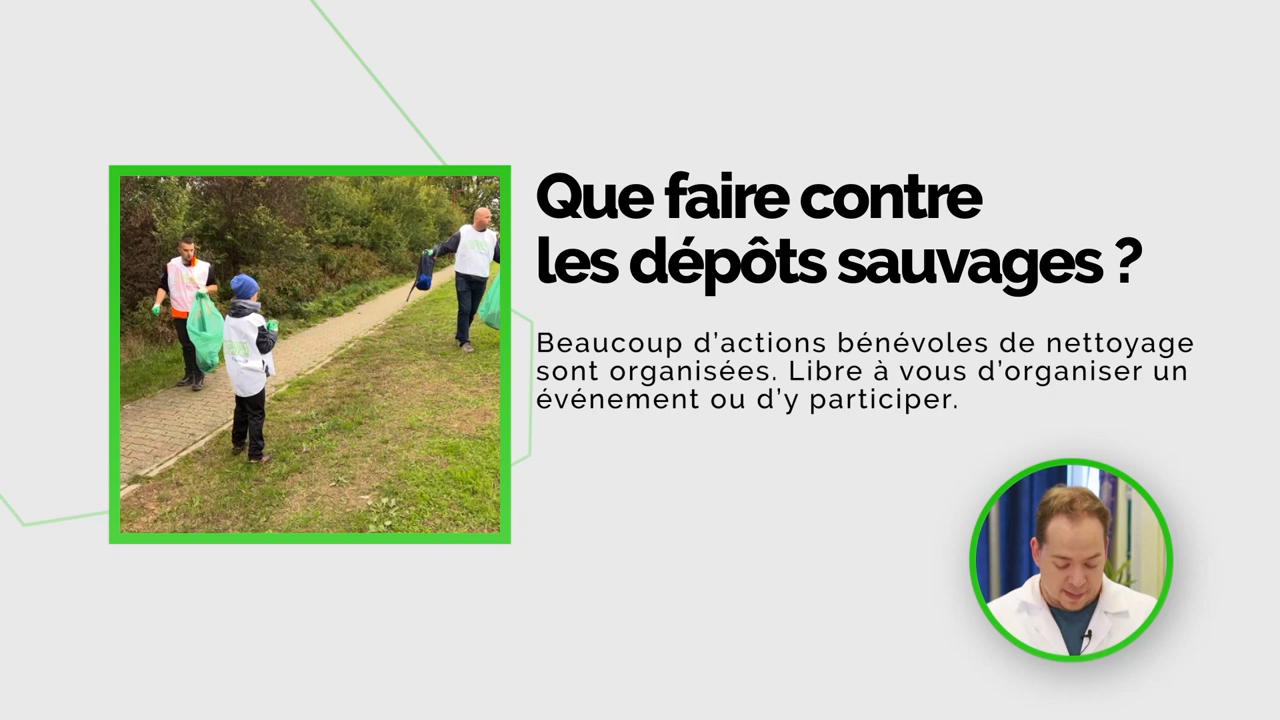 Que faire contre
les dépôts sauvages ?
Beaucoup d’actions bénévoles de nettoyage
sont organisées. Libre à vous d’organiser un
événement ou d’y participer.